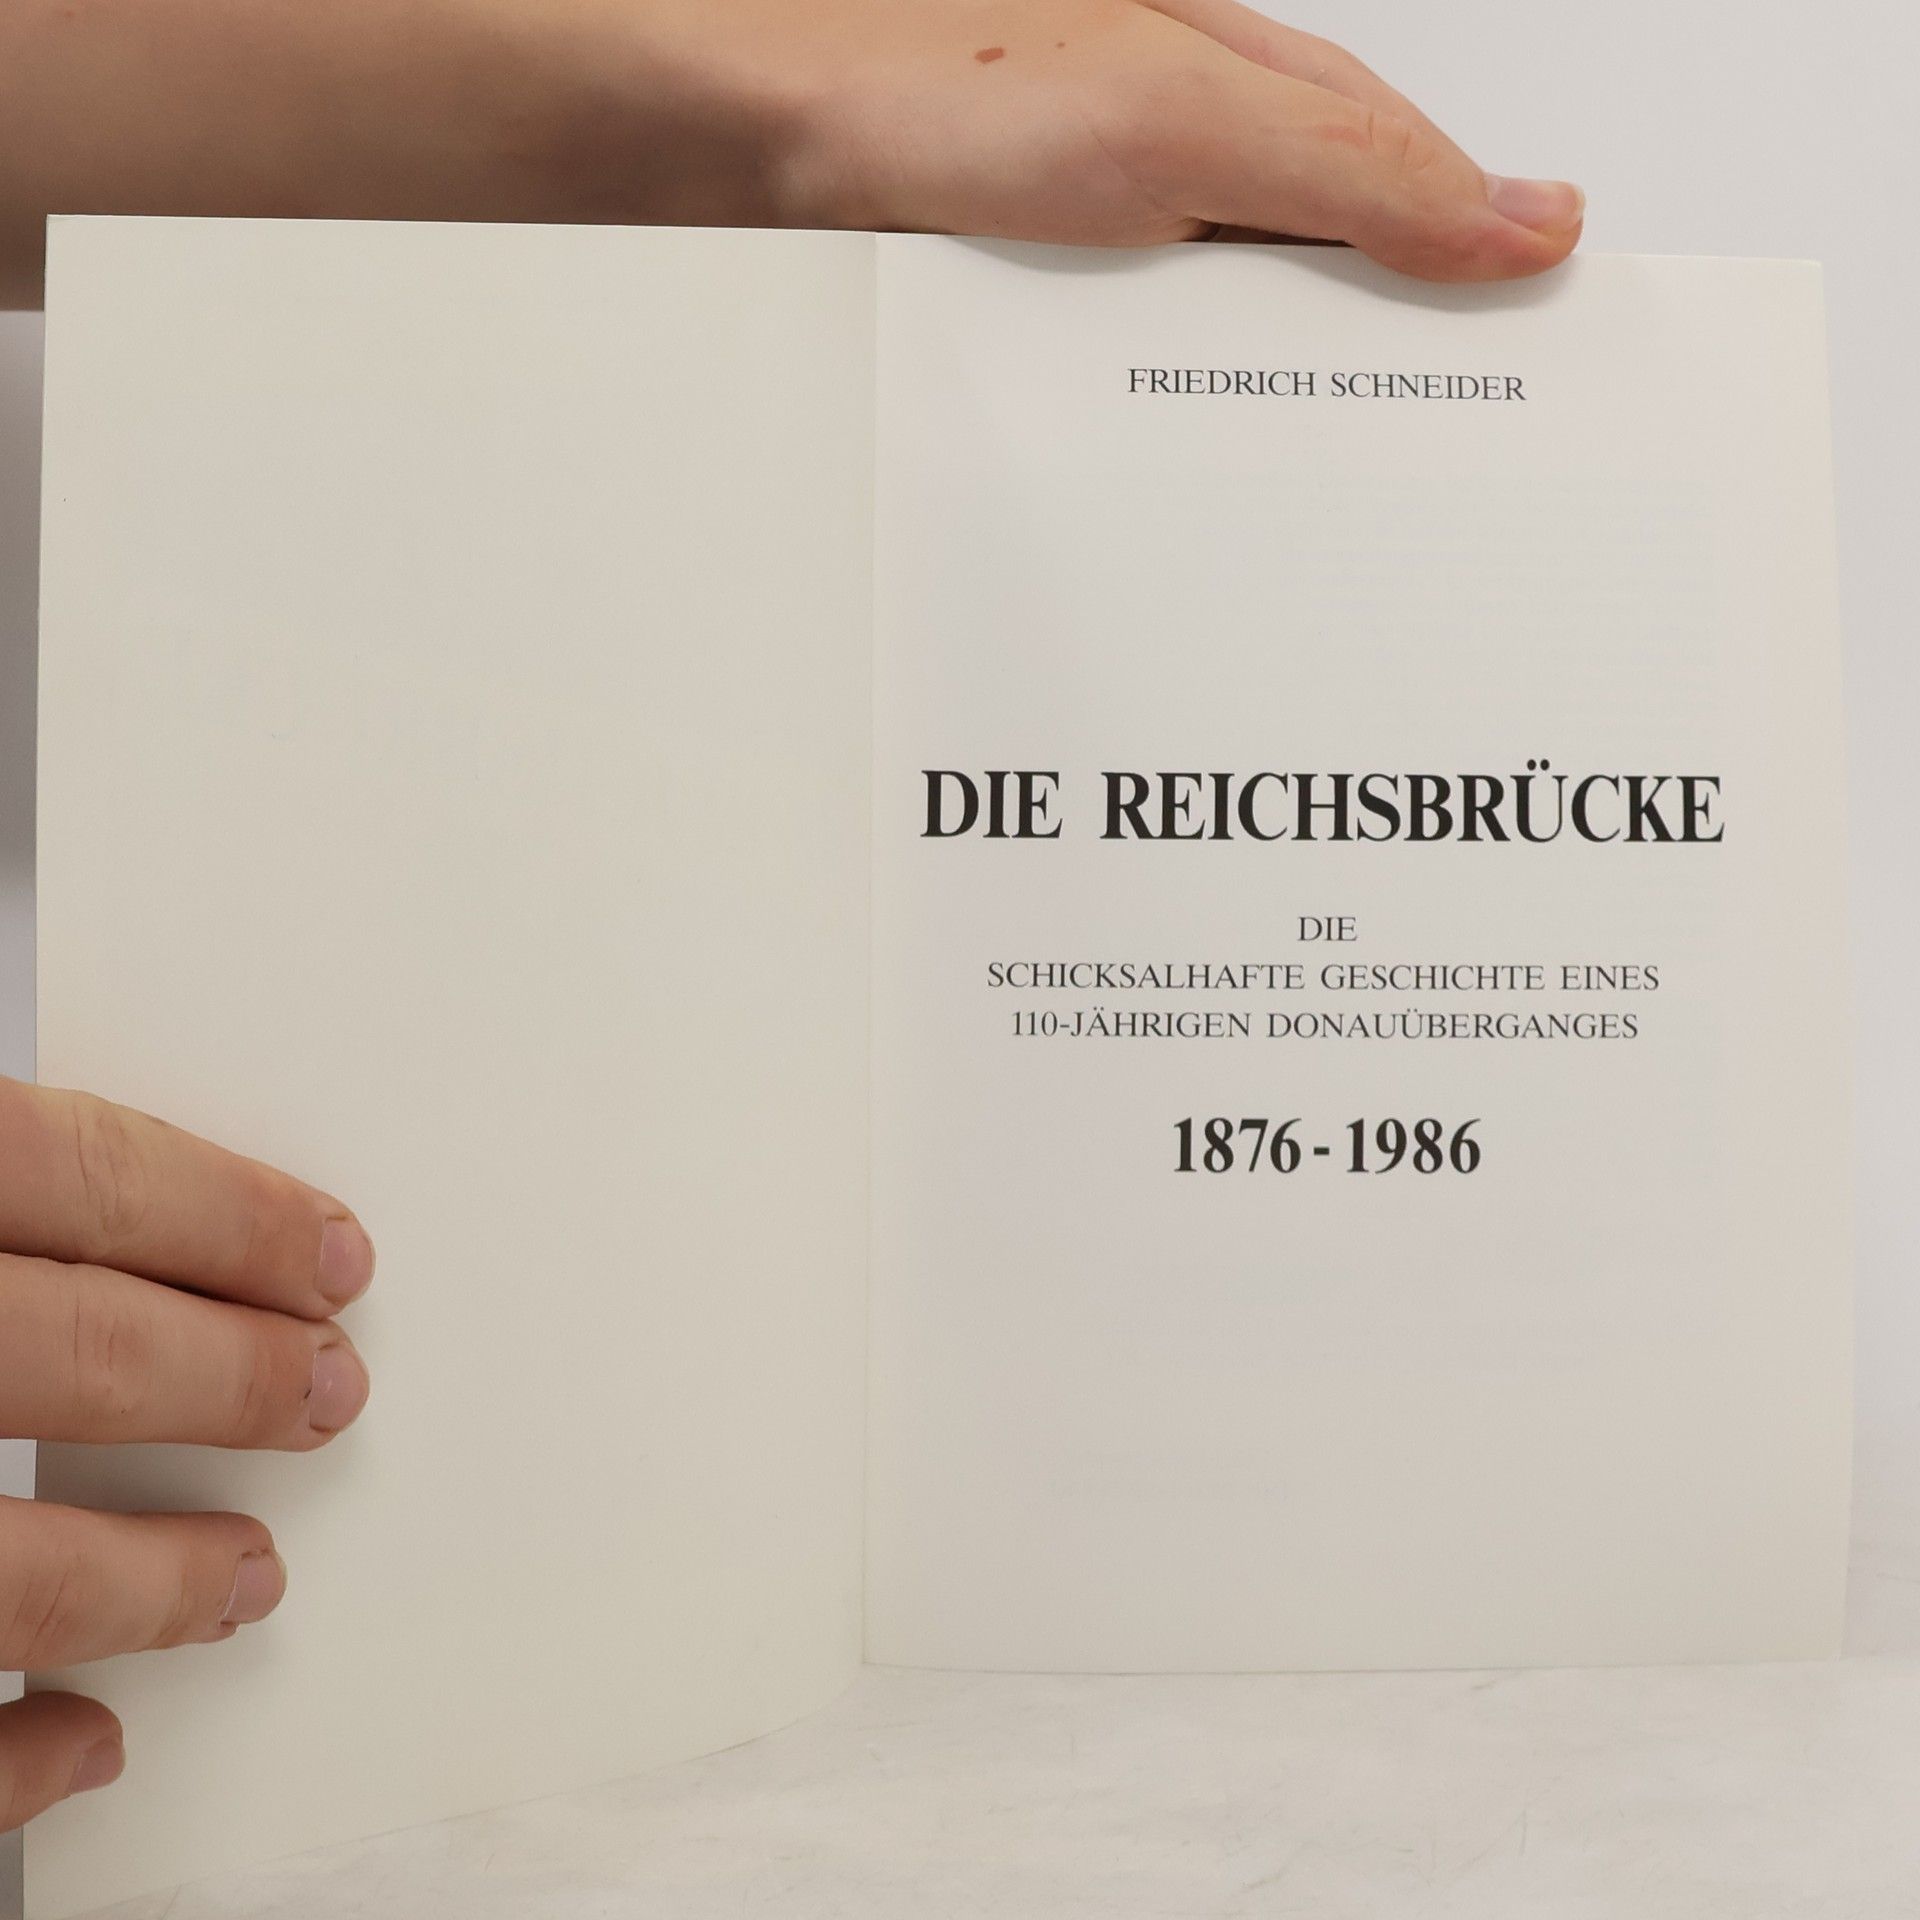 FRIEDRICH SCHNEIDER
DIE REICHSBRÜCKE
DIE
SCHICKSALHAFTE GESCHICHTE EINES
110-JÄHRIGEN DONAUÜBERGANGES
1876-1986